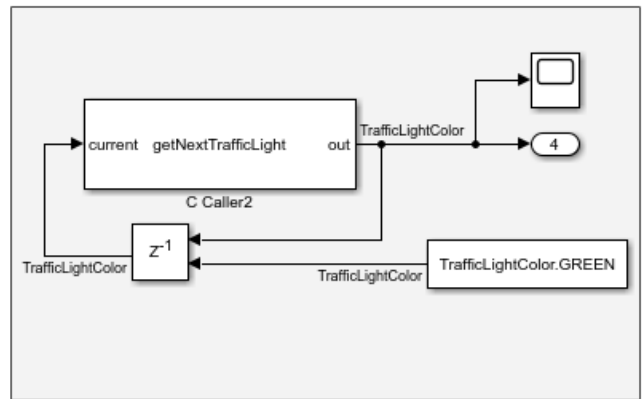 TrafficLightColor
current getNextTrafficLight out
4
C Caller2
z-1
TrafficLightColor
TrafficLightColor
TrafficLightColor.GREEN